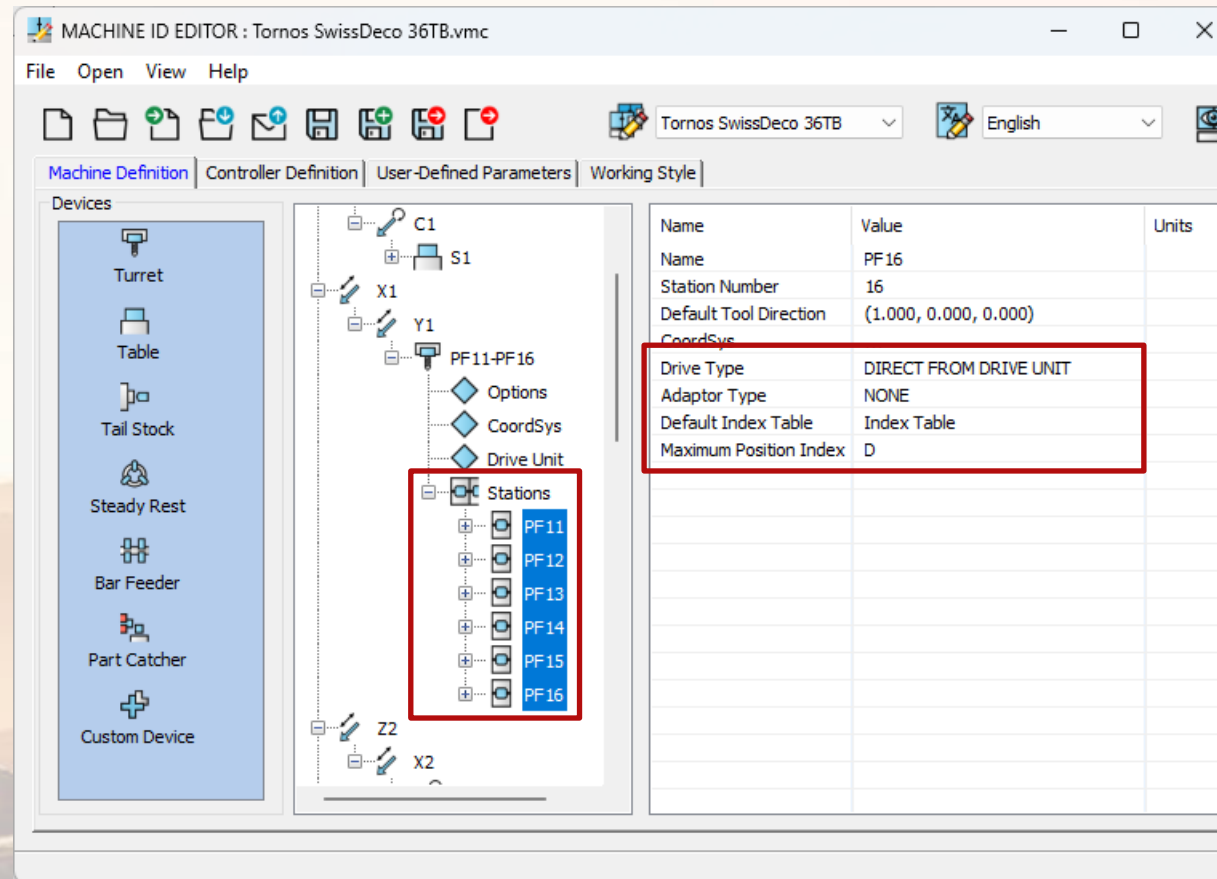 MACHINE ID EDITOR : Tornos SwissDeco 36TB.vmc
File Open View Help
Tornos SwissDeco 36TB
English
Machine Definition Controller Definition User-Defined Parameters Working Style
Devices
Turret
Table
Tail Stock
Steady Rest
Bar Feeder
Part Catcher
Custom Device
C1
S1
X1
Y1
PF11-PF16
Options
CoordSys
Drive Unit
Stations
PF11
PF12
PF13
PF14
PF15
PF16
Z2
X2
Name Value Units
Name PF16
Station Number 16
Default Tool Direction (1.000, 0.000, 0.000)
CoordSys
Drive Type DIRECT FROM DRIVE UNIT
Adaptor Type NONE
Default Index Table Index Table
Maximum Position Index D